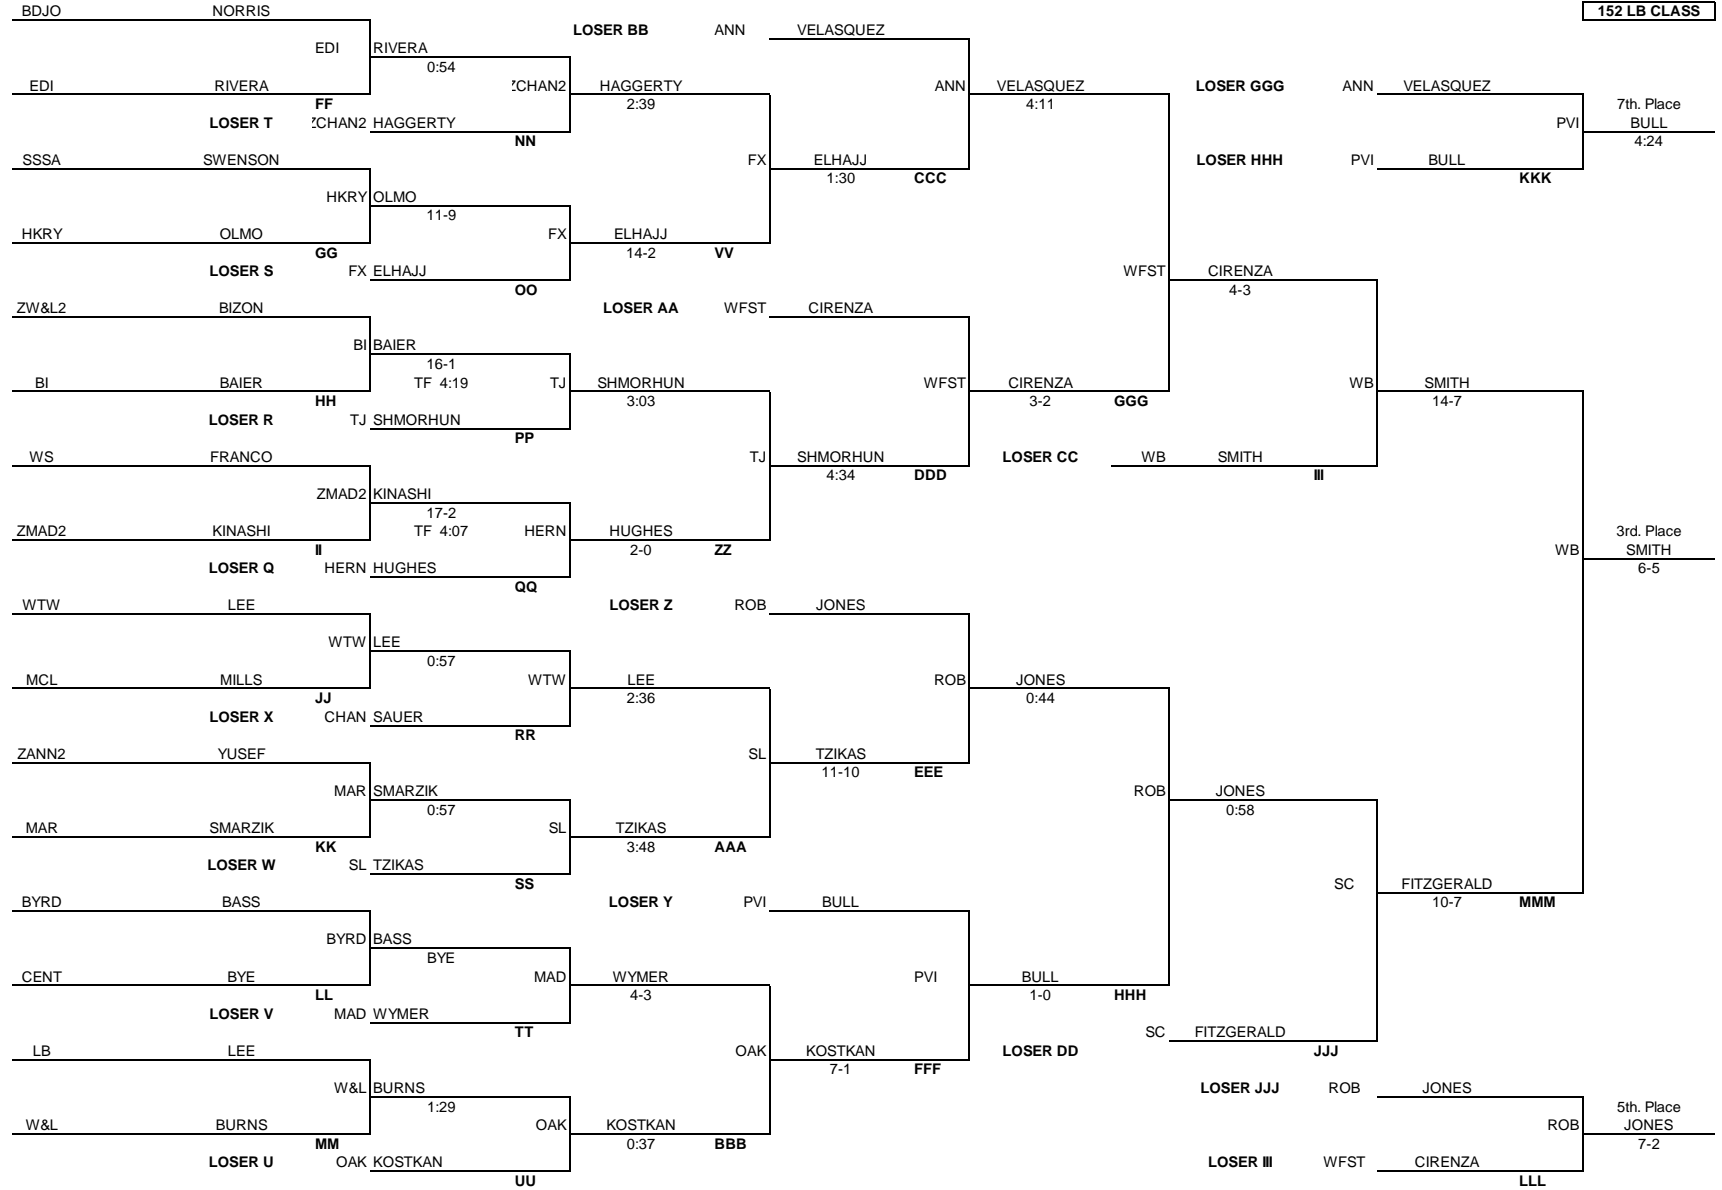 BDJO NORRIS 152 LB CLASS
LOSER BB ANN VELASQUEZ
EDI RIVERA
0:54
EDI RIVERA ZCHAN2 HAGGERTY ANN VELASQUEZ LOSER GGG ANN VELASQUEZ
FF 2:39 4:11 7th. Place
LOSER T ZCHAN2 HAGGERTY PVI BULL
NN 4:24
SSSA SWENSON FX ELHAJJ LOSER HHH PVI BULL
1:30 CCC KKK
HKRY OLMO
11-9
HKRY OLMO FX ELHAJJ
GG 14-2 VV
LOSER S FX ELHAJJ WFST CIRENZA
OO 4-3
ZW&L2 BIZON LOSER AA WFST CIRENZA
BI BAIER
16-1
BI BAIER TF 4:19 TJ SHMORHUN WFST CIRENZA WB SMITH
HH 3:03 3-2 GGG 14-7
LOSER R TJ SHMORHUN
PP
WS FRANCO TJ SHMORHUN LOSER CC WB SMITH
4:34 DDD III
ZMAD2 KINASHI
17-2
ZMAD2 KINASHI TF 4:07 HERN HUGHES 3rd. Place
II 2-0 ZZ WB SMITH
LOSER Q HERN HUGHES 6-5
QQ
WTW LEE LOSER Z ROB JONES
WTW LEE
0:57
MCL MILLS WTW LEE ROB JONES
JJ 2:36 0:44
LOSER X CHAN SAUER
RR
ZANN2 YUSEF SL TZIKAS
11-10 EEE
MAR SMARZIK ROB JONES
0:57 0:58
MAR SMARZIK SL TZIKAS
KK 3:48 AAA
LOSER W SL TZIKAS
SS SC FITZGERALD
BYRD BASS LOSER Y PVI BULL 10-7 MMM
BYRD BASS
BYE
CENT BYE MAD WYMER PVI BULL
LL 4-3 1-0 HHH
LOSER V MAD WYMER
TT SC FITZGERALD
LB LEE OAK KOSTKAN LOSER DD JJJ
7-1 FFF
W&L BURNS LOSER JJJ ROB JONES
1:29 5th. Place
W&L BURNS OAK KOSTKAN ROB JONES
MM 0:37 BBB 7-2
LOSER U OAK KOSTKAN LOSER III WFST CIRENZA
UU LLL